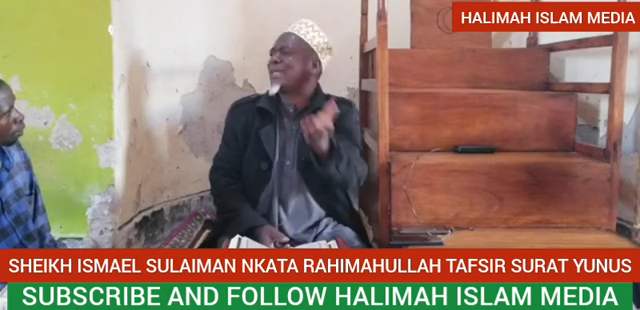 HALIMAH ISLAM MEDIA
SHEIKH ISMAEL SULAIMAN NKATA RAHIMAHULLAH TAFSIR SURAT YUNUS
SUBSCRIBE AND FOLLOW HALIMAH ISLAM MEDIA